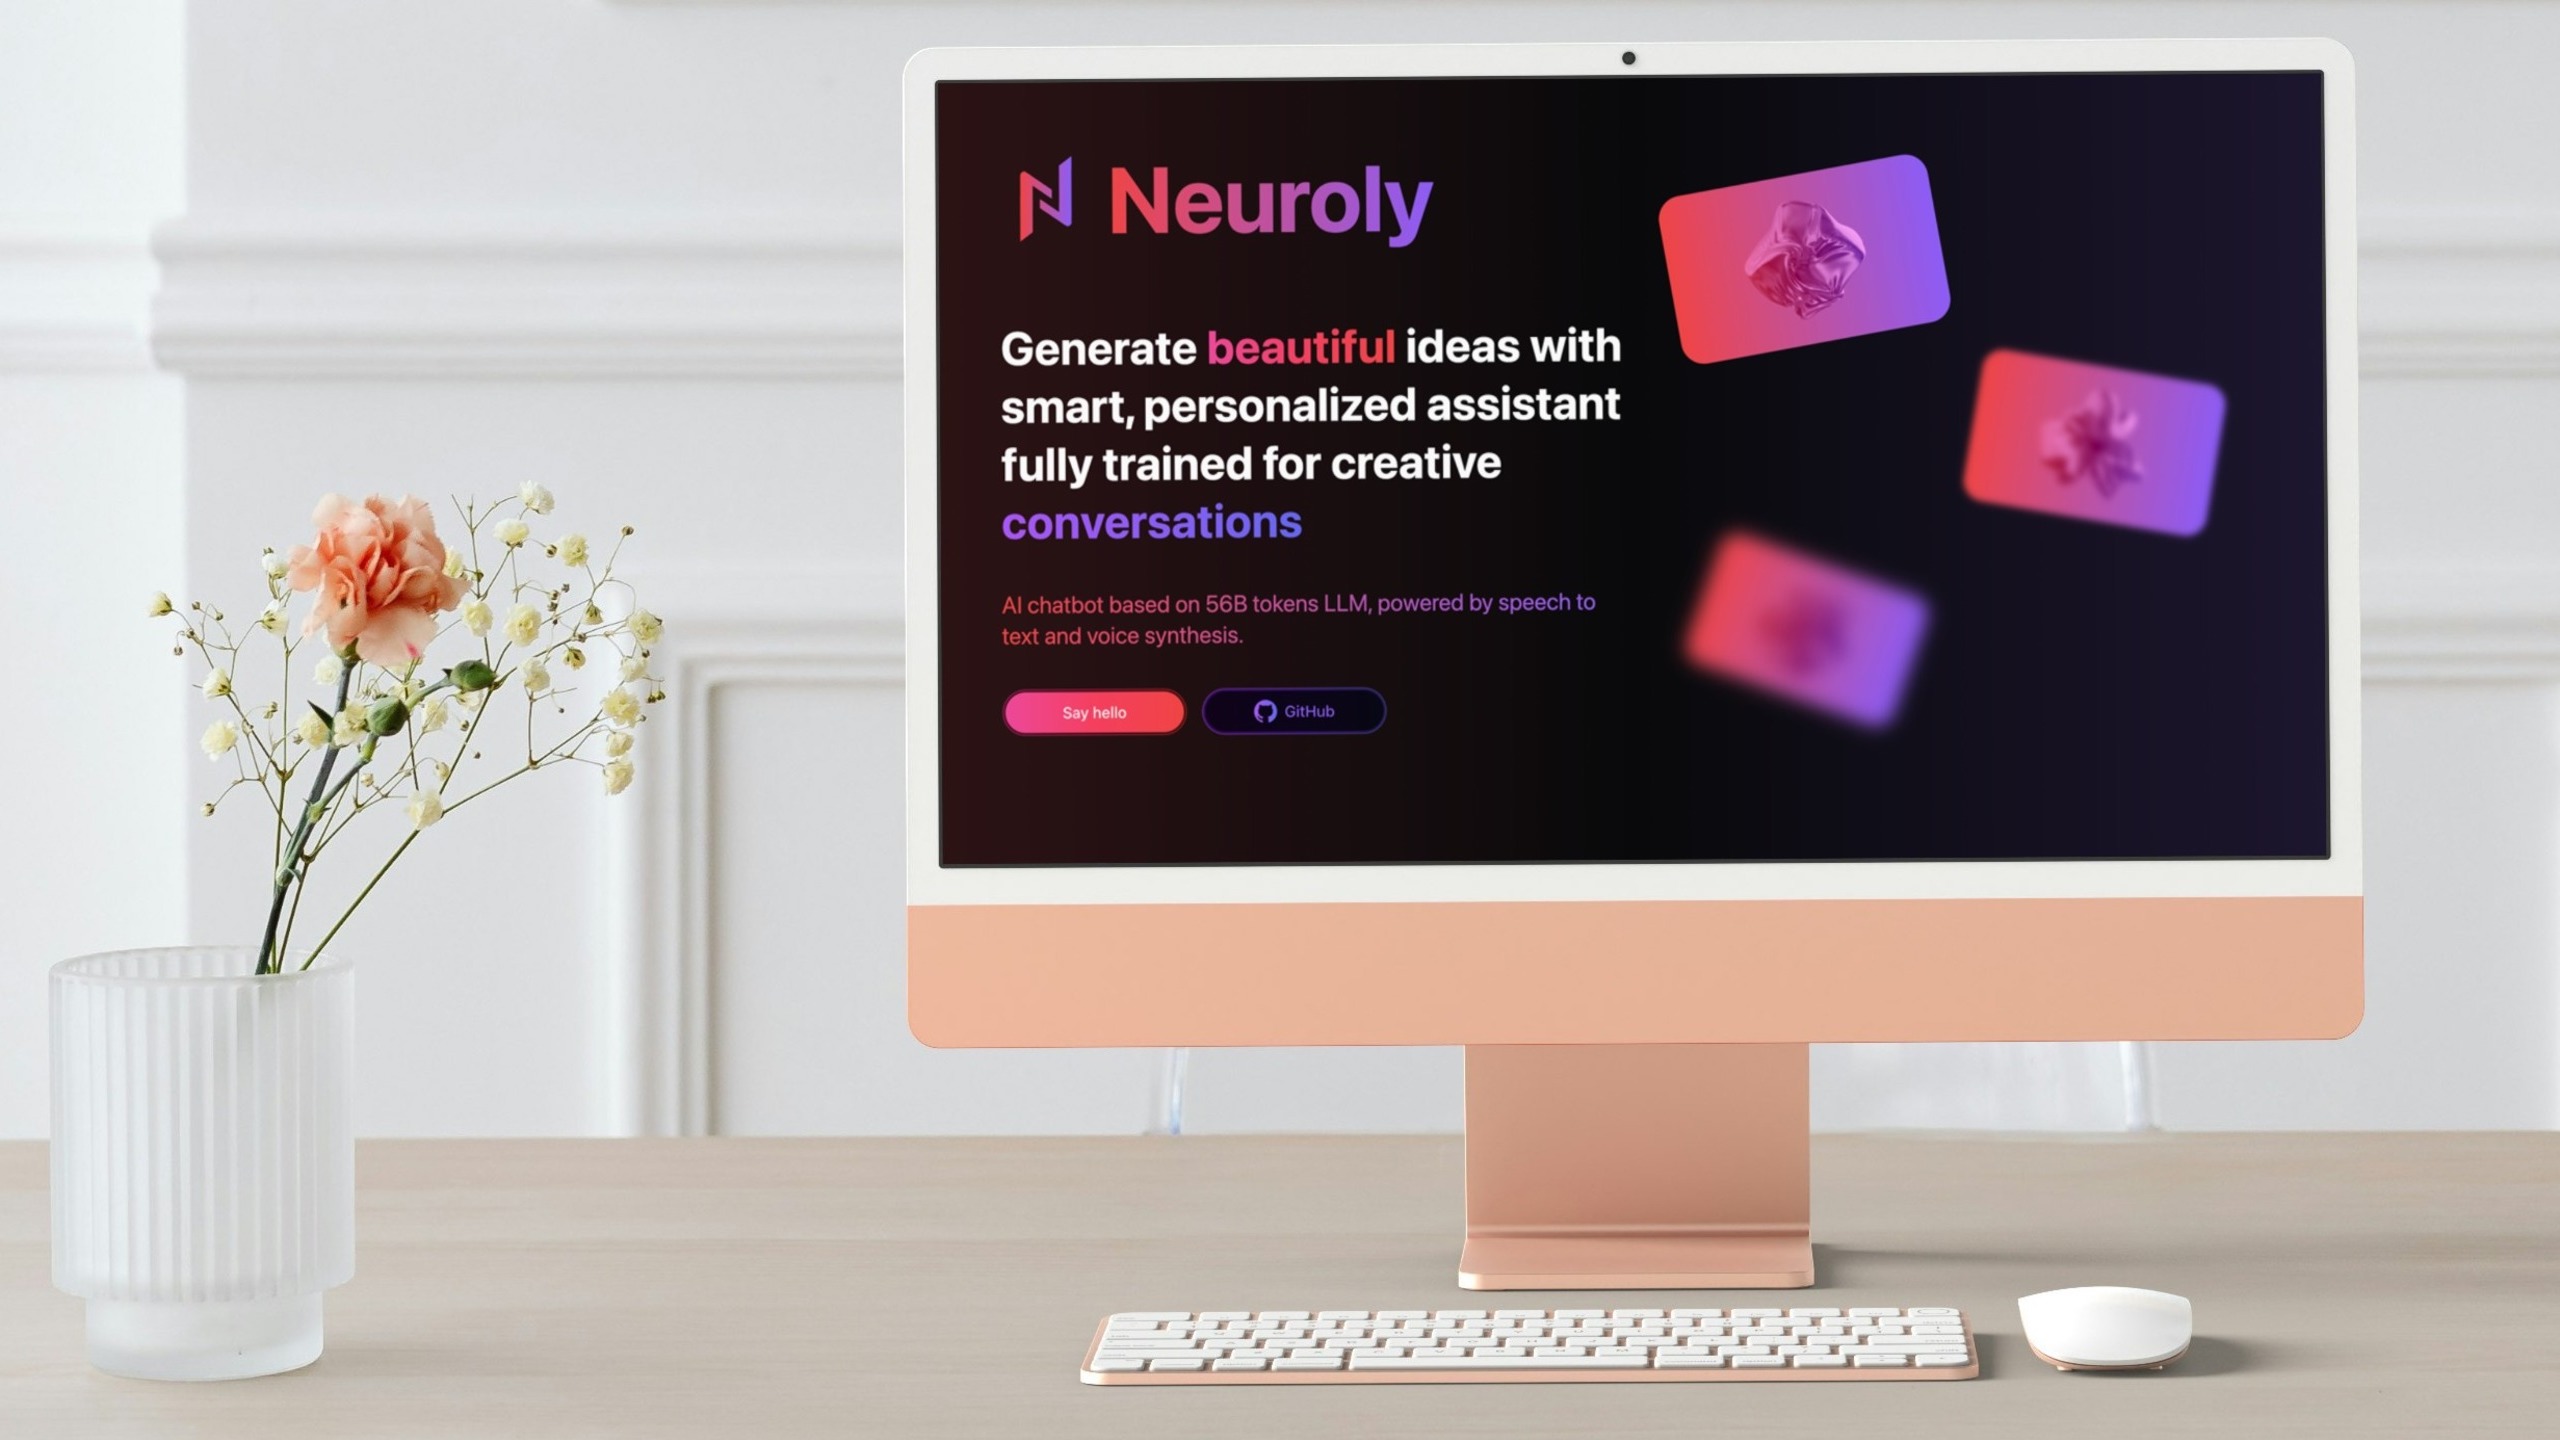 Neuroly
Generate beautiful ideas with
smart, personalized assistant
fully trained for creative
conversations
AI chatbot based on 56B tokens LLM, powered by speech to
text and voice synthesis.
Say hello
GitHub